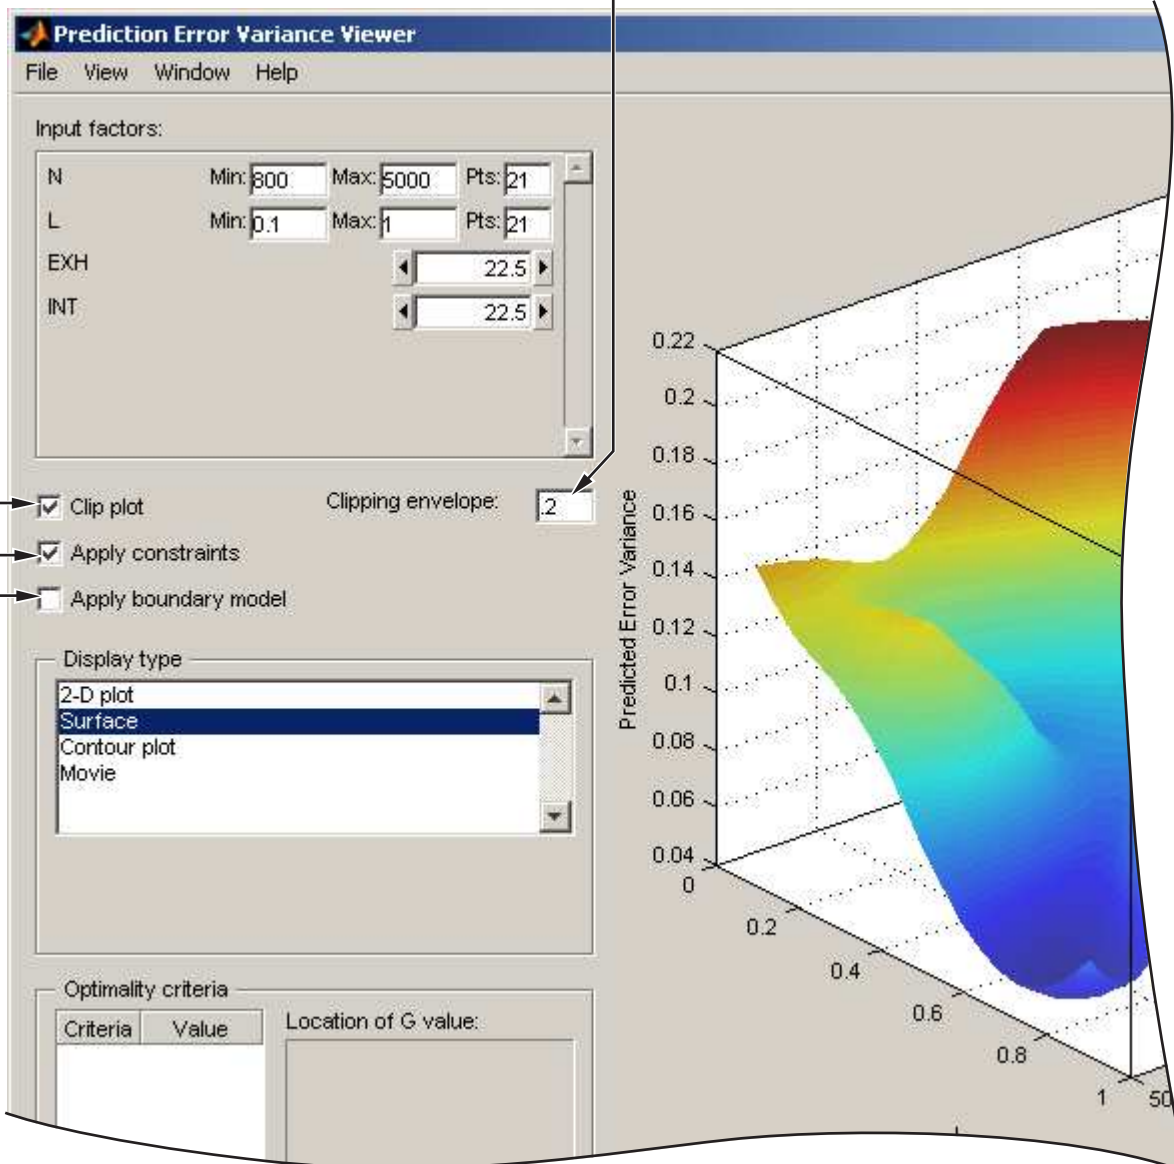 Prediction Error Variance Viewer
File View Window Help
Input factors:
N Min: 800 Max: 5000 Pts: 21
L Min: 0.1 Max: 1 Pts: 21
EXH 22.5
INT 22.5
Clip plot Clipping envelope: .2
Apply constraints
Apply boundary model
Display type
2-D plot
Surface
Contour plot
Movie
Optimality criteria
Criteria Value
Location of G value:
Predicted Error Variance
0.22
0.2
0.18
0.16
0.14
0.12
0.1
0.08
0.06
0.04
0
0.2
0.4
0.6
0.8
1
50